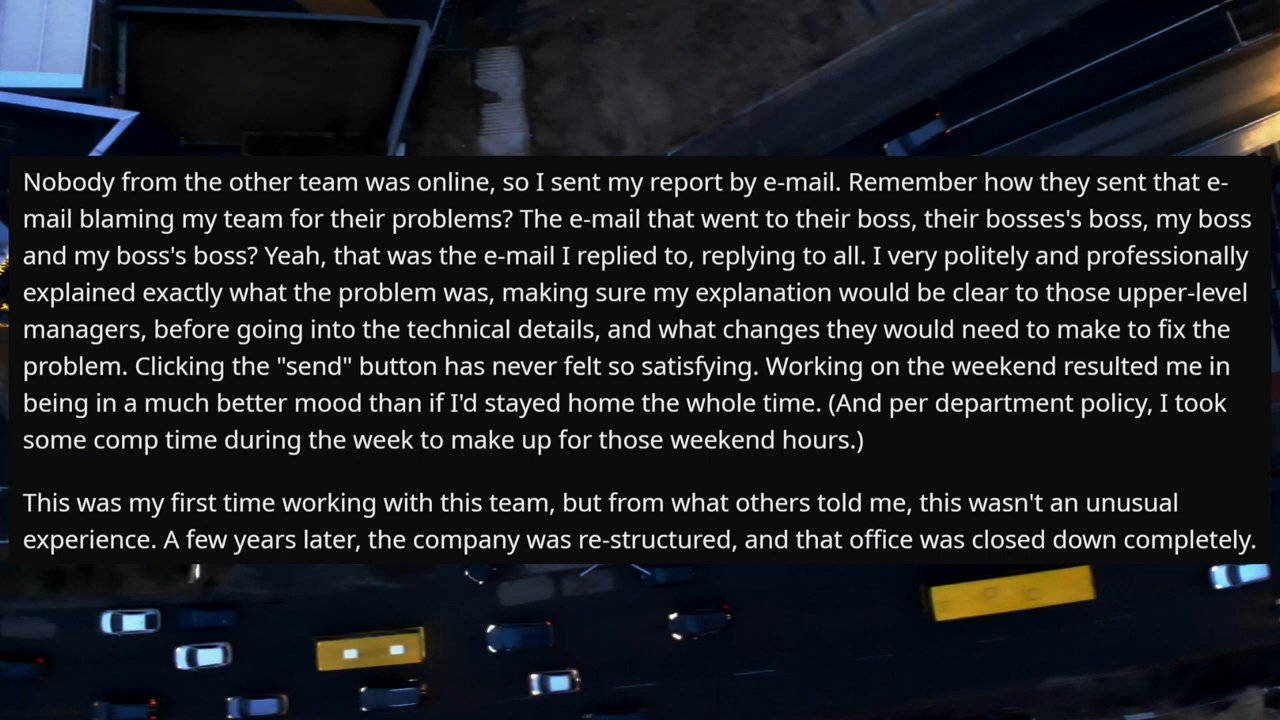 Nobody from the other team was online, so I sent my report by e-mail. Remember how they sent that e-
mail blaming my team for their problems? The e-mail that went to their boss, their bosses's boss, my boss
and my boss's boss? Yeah, that was the e-mail I replied to, replying to all. I very politely and professionally
explained exactly what the problem was, making sure my explanation would be clear to those upper-level
managers, before going into the technical details, and what changes they would need to make to fix the
problem. Clicking the "send" button has never felt so satisfying. Working on the weekend resulted me in
being in a much better mood than if I'd stayed home the whole time. (And per department policy, I took
some comp time during the week to make up for those weekend hours.)
This was my first time working with this team, but from what others told me, this wasn't an unusual
experience. A few years later, the company was re-structured, and that office was closed down completely.